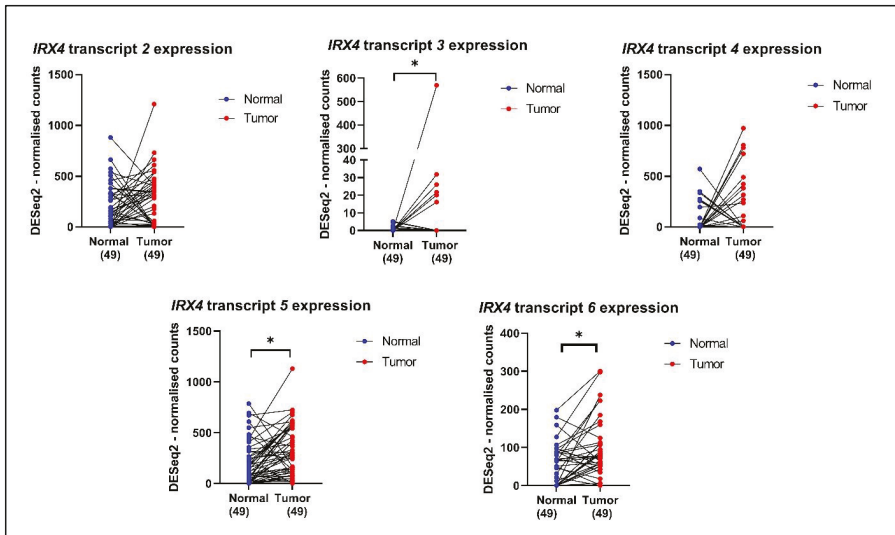 IRX4 transcript 2 expression
DESeq2 - normalised counts
1500
1000
500
0
Normal
(49)
Tumor
(49)
Normal
Tumor
IRX4 transcript 3 expression
*
DESeq2 - normalised counts
600
500
400
300
200
40
30
20
10
0
Normal
(49)
Tumor
(49)
Normal
Tumor
IRX4 transcript 4 expression
DESeq2 - normalised counts
1500
1000
500
0
Normal
(49)
Tumor
(49)
Normal
Tumor
IRX4 transcript 5 expression
*
DESeq2 - normalised counts
1500
1000
500
0
Normal
(49)
Tumor
(49)
Normal
Tumor
IRX4 transcript 6 expression
*
DESeq2 - normalised counts
400
300
200
100
0
Normal
(49)
Tumor
(49)
Normal
Tumor